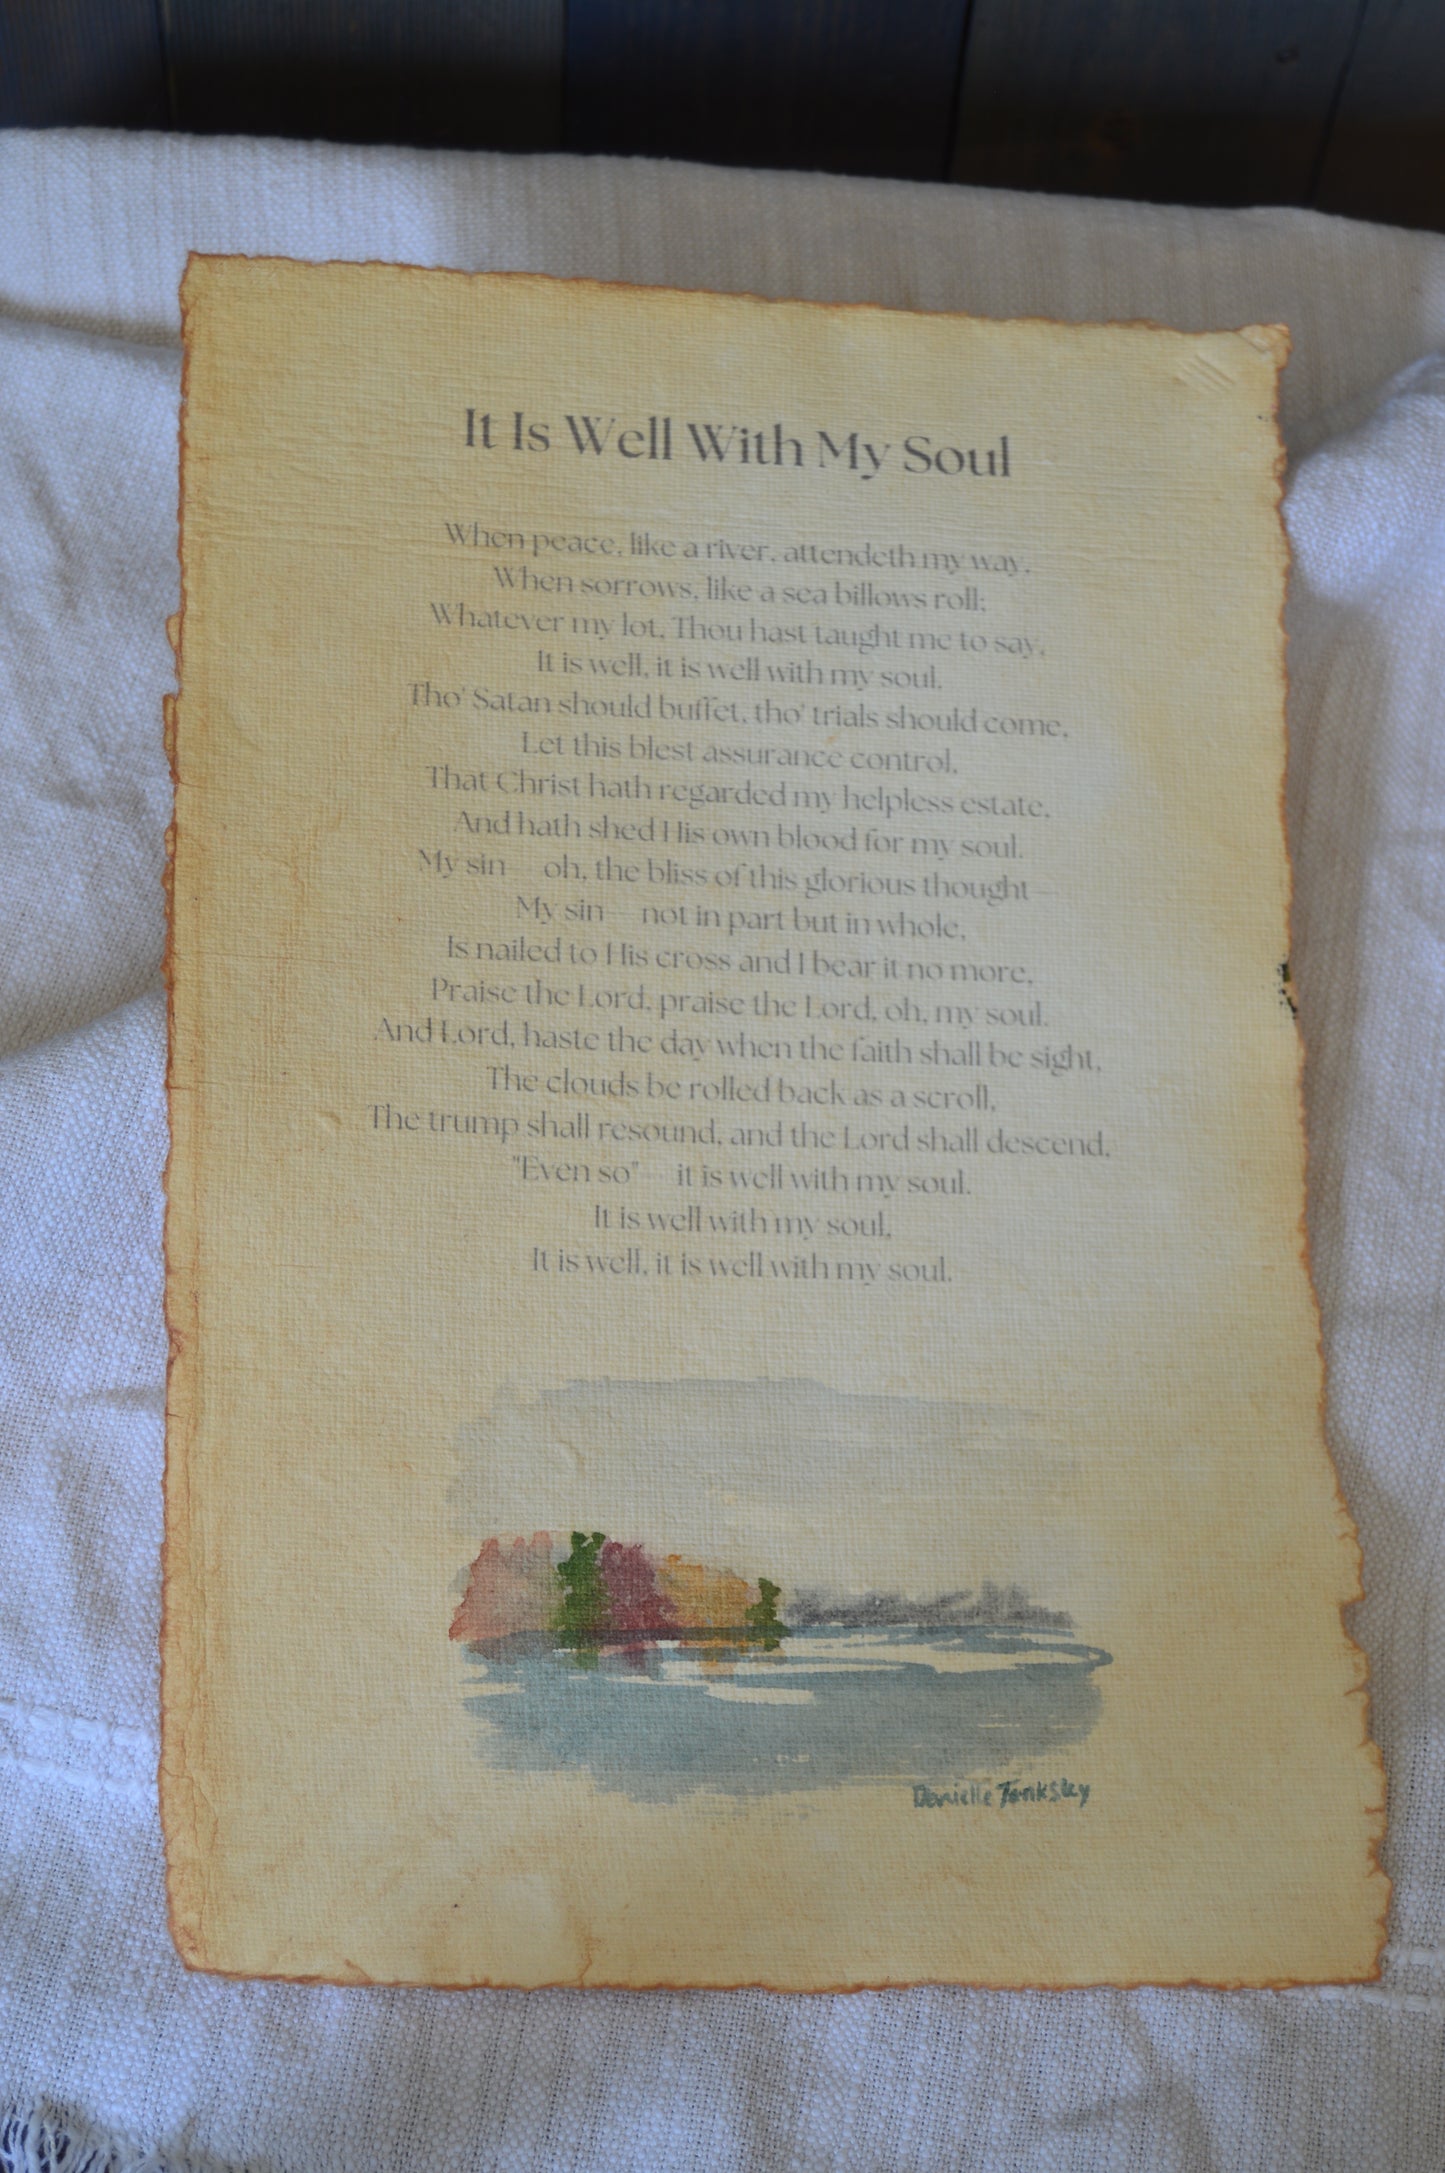 It Is Well With My Soul
When peace, like a river, attendeth my way,
When sorrows, like a sea billows roll;
Whatever my lot, Thou hast taught me to say,
It is well, it is well with my soul.
Tho' Satan should buffet, tho' trials should come,
Let this blest assurance control,
That Christ hath regarded my helpless estate,
And hath shed His own blood for my soul.
My sin— oh, the bliss of this glorious thought—
My sin— not in part but in whole,
Is nailed to His cross and I bear it no more,
Praise the Lord, praise the Lord, oh, my soul.
And Lord, haste the day when the faith shall be sight,
The clouds be rolled back as a scroll,
The trump shall resound, and the Lord shall descend,
"Even so"— it is well with my soul.
It is well with my soul,
It is well, it is well with my soul.
Danielle Tanksley